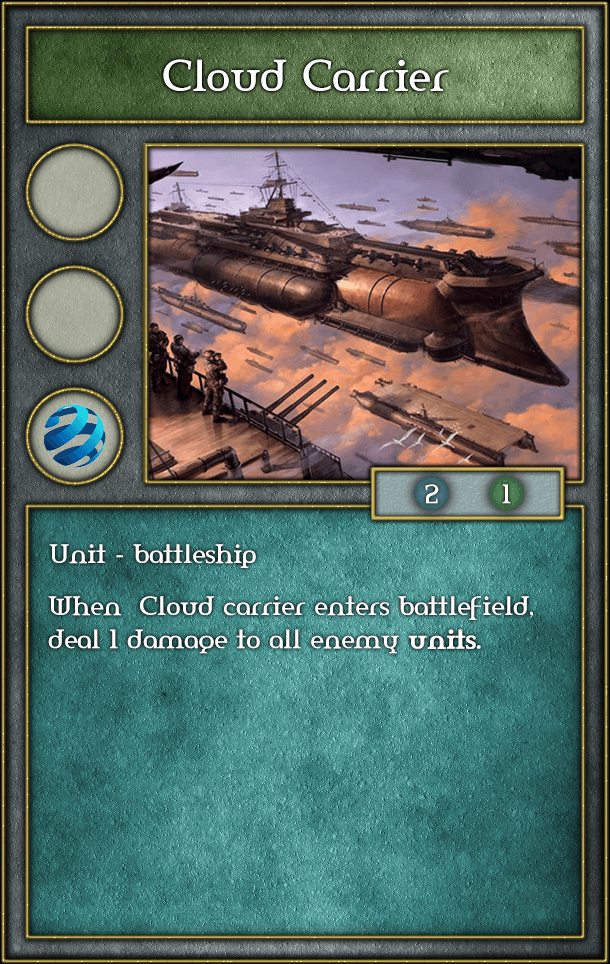 Cloud Carrier
2 1
Unit - battleship
When Cloud carrier enters battlefield,
deal 1 damage to all enemy units.